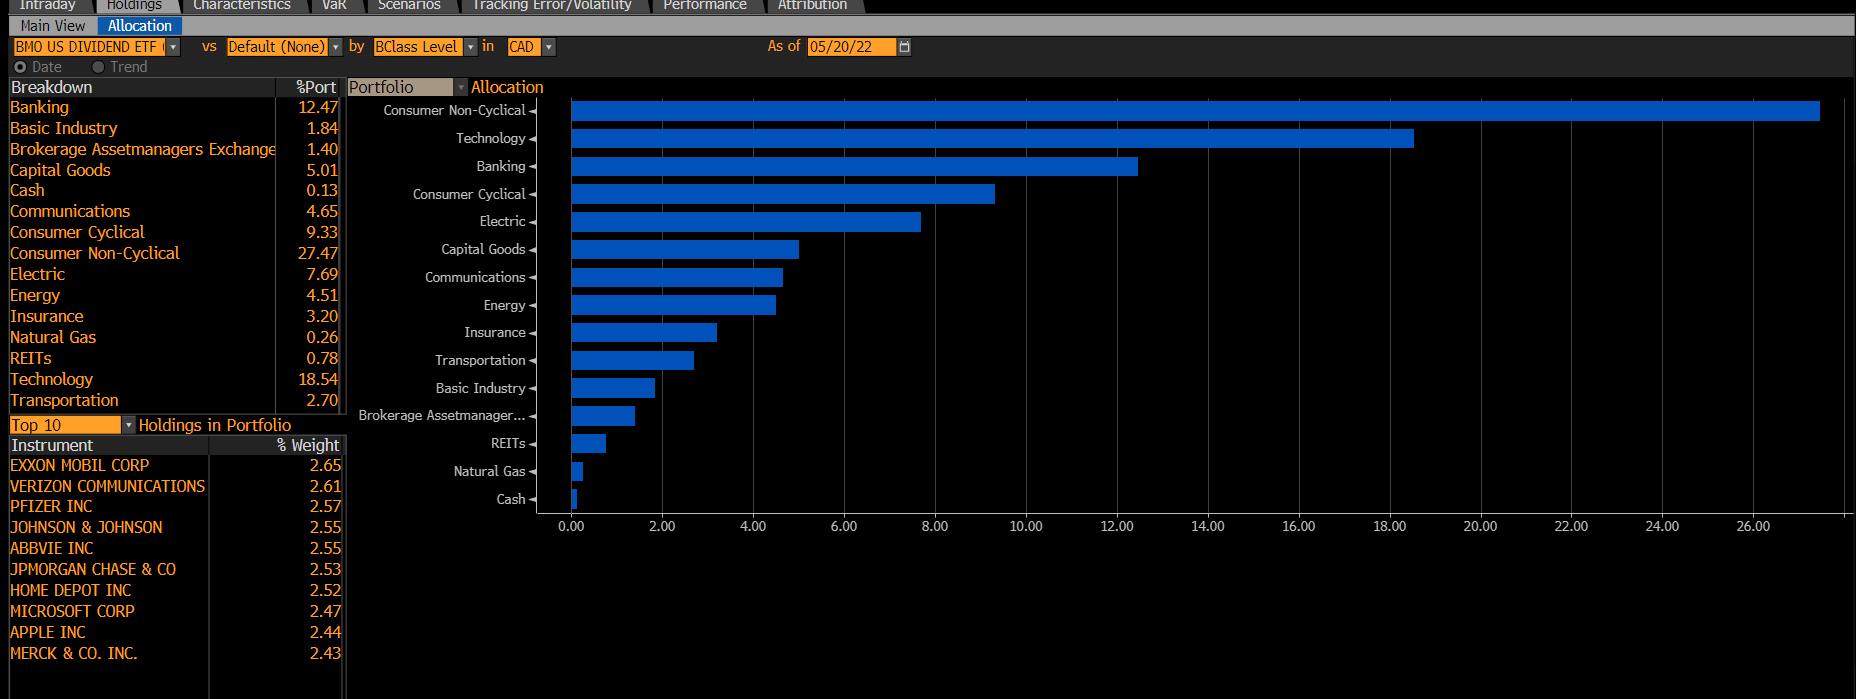 Intraday Holdings Characteristics VaR Scenarios Tracking Error/Volatility Performance Attribution
Main View Allocation
BMO US DIVIDEND ETF ( vs Default (None) by BClass Level in CAD As of 05/20/22
Date Trend
Breakdown %Port
Banking 12.47
Basic Industry 1.84
Brokerage Assetmanagers Exchange 1.40
Capital Goods 5.01
Cash 0.13
Communications 4.65
Consumer Cyclical 9.33
Consumer Non-Cyclical 27.47
Electric 7.69
Energy 4.51
Insurance 3.20
Natural Gas 0.26
REITs 0.78
Technology 18.54
Transportation 2.70
Top 10 Holdings in Portfolio
Instrument % Weight
EXXON MOBIL CORP 2.65
VERIZON COMMUNICATIONS 2.61
PFIZER INC 2.57
JOHNSON & JOHNSON 2.55
ABBVIE INC 2.55
JPMORGAN CHASE & CO 2.53
HOME DEPOT INC 2.52
MICROSOFT CORP 2.47
APPLE INC 2.44
MERCK & CO. INC. 2.43
Portfolio Allocation
Consumer Non-Cyclical
Technology
Banking
Consumer Cyclical
Electric
Capital Goods
Communications
Energy
Insurance
Transportation
Basic Industry
Brokerage Assetmanager...
REITs
Natural Gas
Cash
0.00 2.00 4.00 6.00 8.00 10.00 12.00 14.00 16.00 18.00 20.00 22.00 24.00 26.00